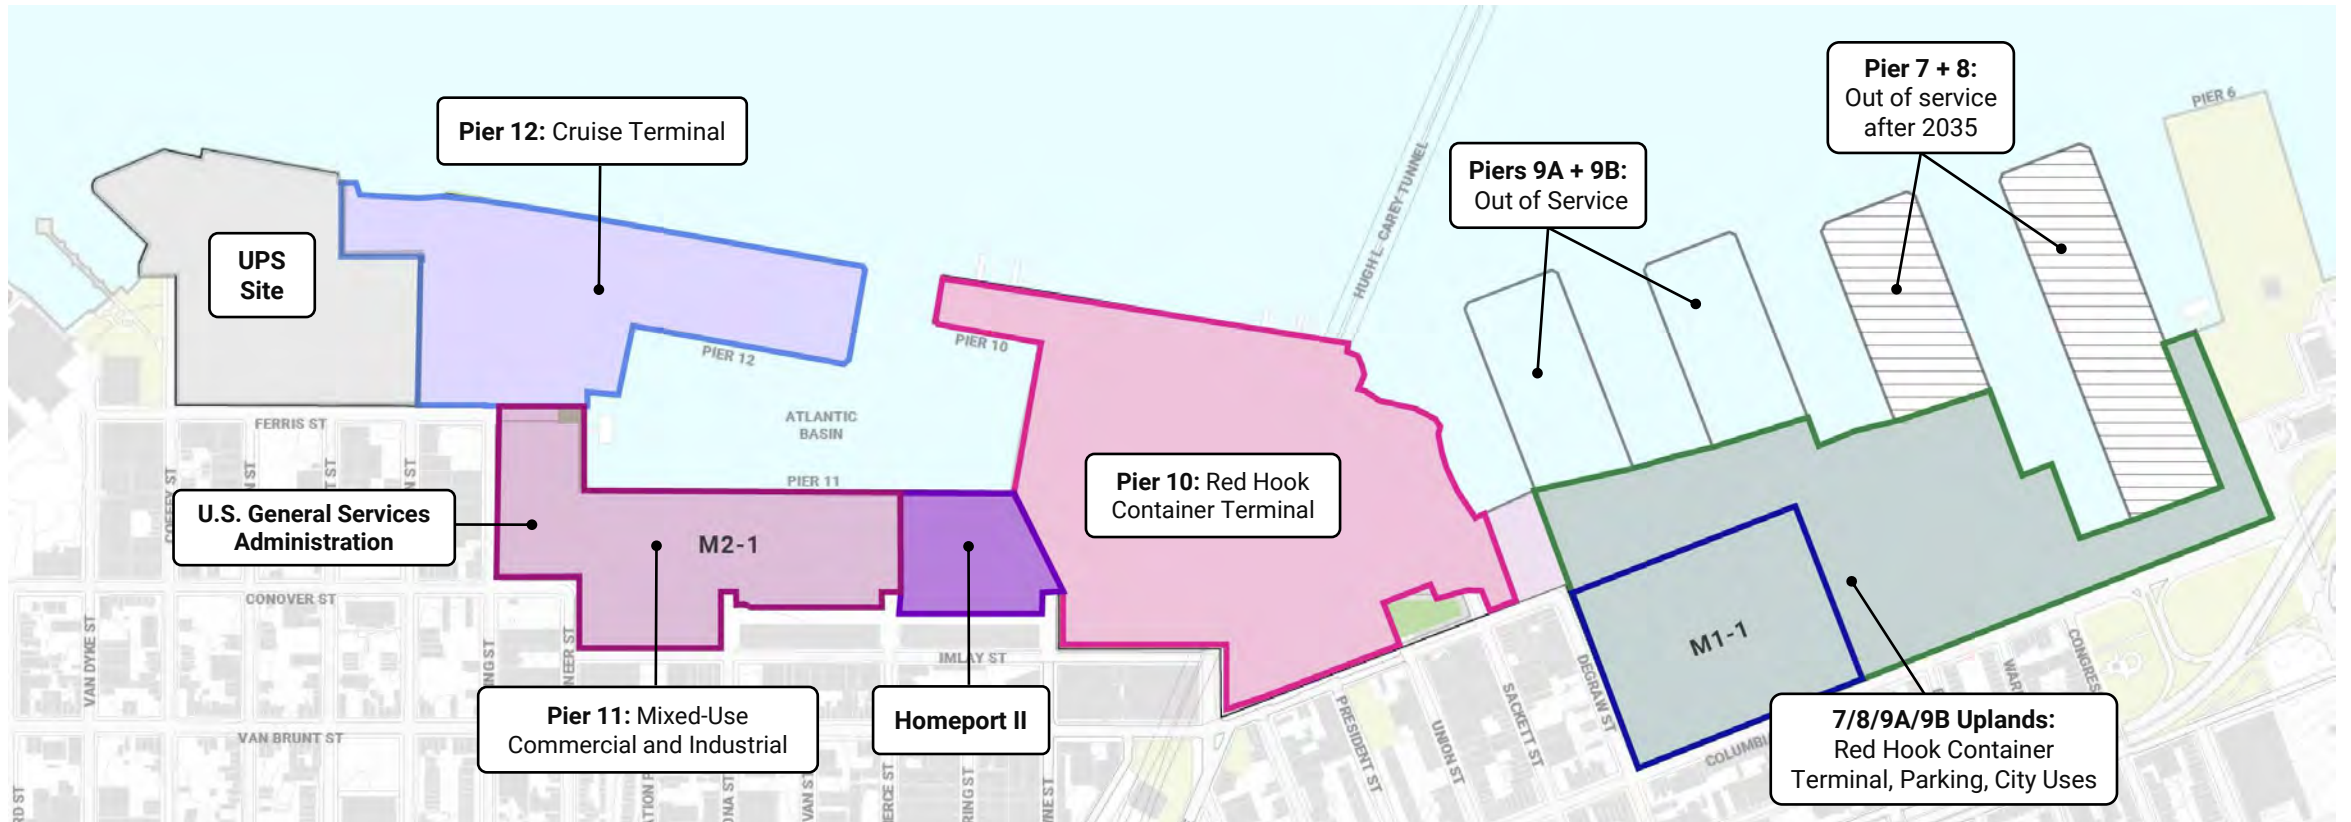 Pier 7 + 8:
Out of service
after 2035
PIER 6
Pier 12: Cruise Terminal
HUGH L. CAREY TUNNEL
Piers 9A + 9B:
Out of Service
UPS
Site
PIER 12
PIER 10
ATLANTIC
BASIN
FERRIS ST
PIER 11
Pier 10: Red Hook
Container Terminal
COFFEY ST
U.S. General Services
Administration
M2-1
CONOVER ST
M1-1
VAN DYKE ST
IMLAY ST
DEGRAW ST
SACKETT ST
UNION ST
PRESIDENT ST
Pier 11: Mixed-Use
Commercial and Industrial
Homeport II
7/8/9A/9B Uplands:
Red Hook Container
Terminal, Parking, City Uses
VAN BRUNT ST